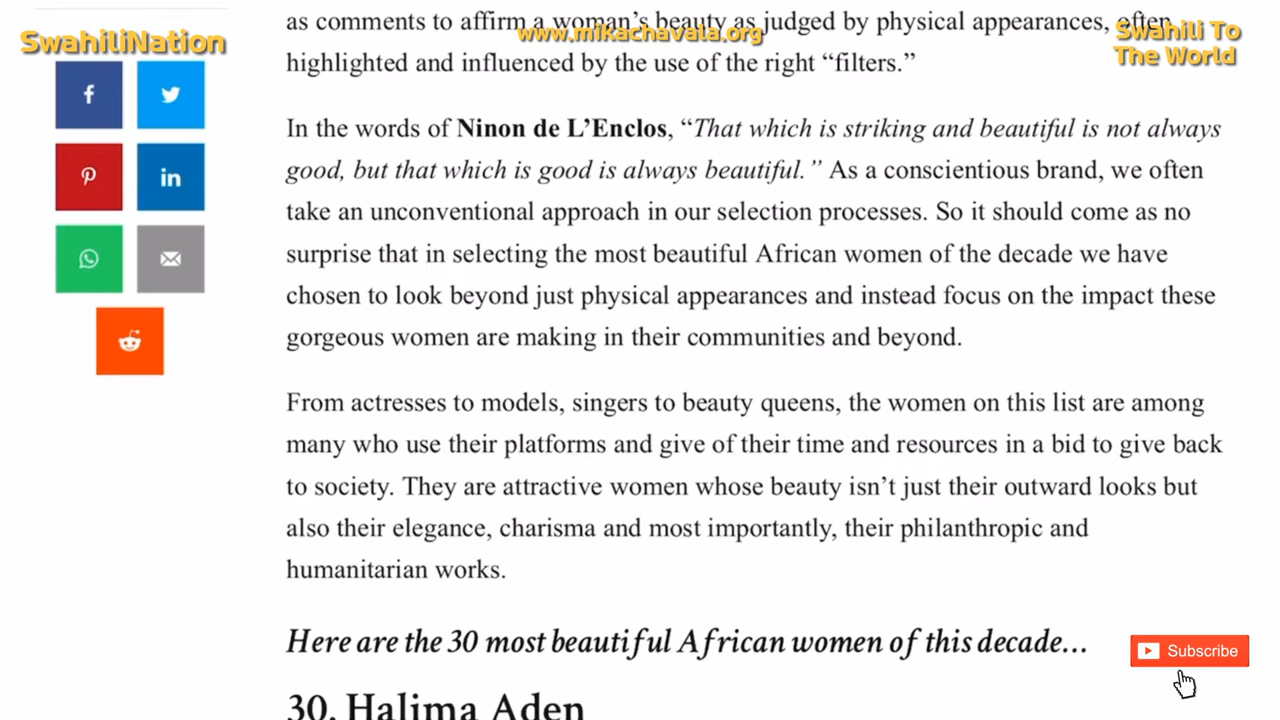 as comments to affirm a woman's beauty as judged by physical appearances, often
SwahiliNation
www.mikachavala.org
Swahili To
The World
highlighted and influenced by the use of the right “filters.”
In the words of Ninon de L’Enclos, “That which is striking and beautiful is not always
good, but that which is good is always beautiful.” As a conscientious brand, we often
take an unconventional approach in our selection processes. So it should come as no
surprise that in selecting the most beautiful African women of the decade we have
chosen to look beyond just physical appearances and instead focus on the impact these
gorgeous women are making in their communities and beyond.
From actresses to models, singers to beauty queens, the women on this list are among
many who use their platforms and give of their time and resources in a bid to give back
to society. They are attractive women whose beauty isn’t just their outward looks but
also their elegance, charisma and most importantly, their philanthropic and
humanitarian works.
Here are the 30 most beautiful African women of this decade...
Subscribe
30. Halima Aden